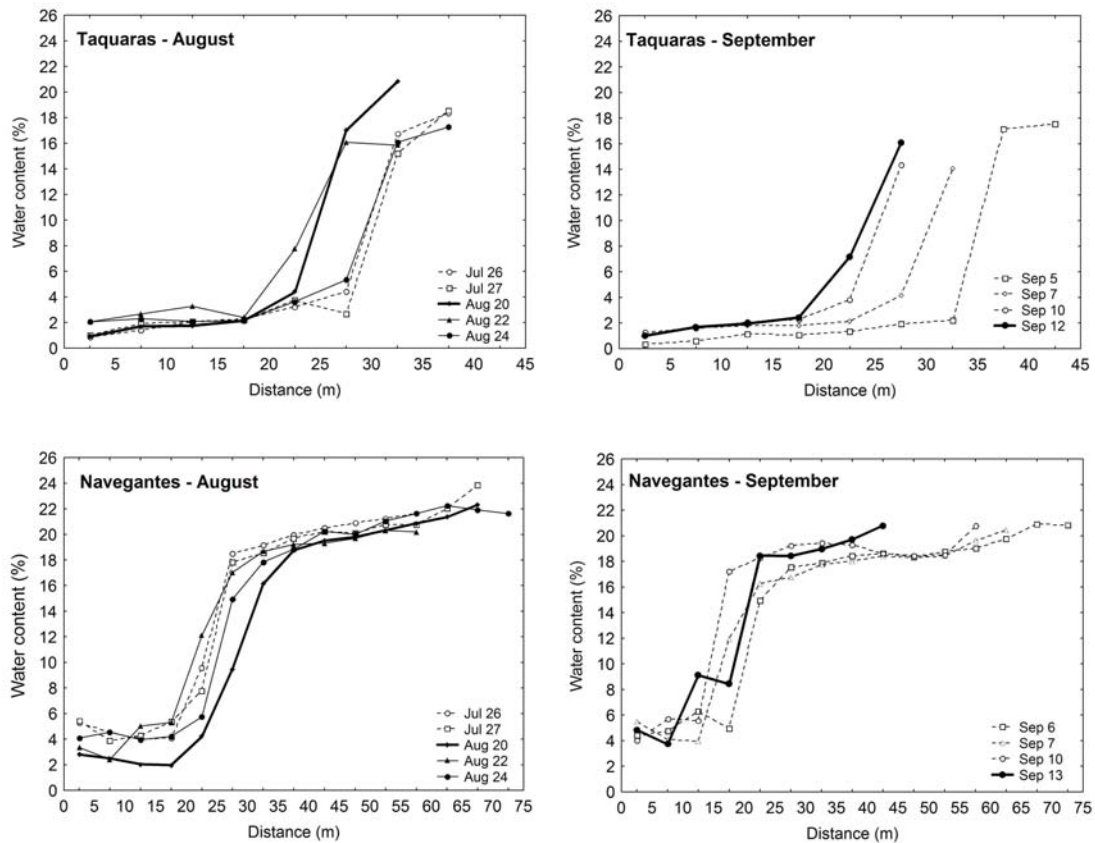 Taquaras - August
Water content (%)
26
24
22
20
18
16
14
12
10
8
6
4
2
0
Jul 26
Jul 27
Aug 20
Aug 22
Aug 24
0 5 10 15 20 25 30 35 40 45
Distance (m)
Taquaras - September
Water content (%)
26
24
22
20
18
16
14
12
10
8
6
4
2
0
Sep 5
Sep 7
Sep 10
Sep 12
0 5 10 15 20 25 30 35 40 45
Distance (m)
Navegantes - August
Water content (%)
26
24
22
20
18
16
14
12
10
8
6
4
2
0
Jul 26
Jul 27
Aug 20
Aug 22
Aug 24
0 5 10 15 20 25 30 35 40 45 50 55 60 65 70 75
Distance (m)
Navegantes - September
Water content (%)
26
24
22
20
18
16
14
12
10
8
6
4
2
0
Sep 6
Sep 7
Sep 10
Sep 13
0 5 10 15 20 25 30 35 40 45 50 55 60 65 70 75
Distance (m)